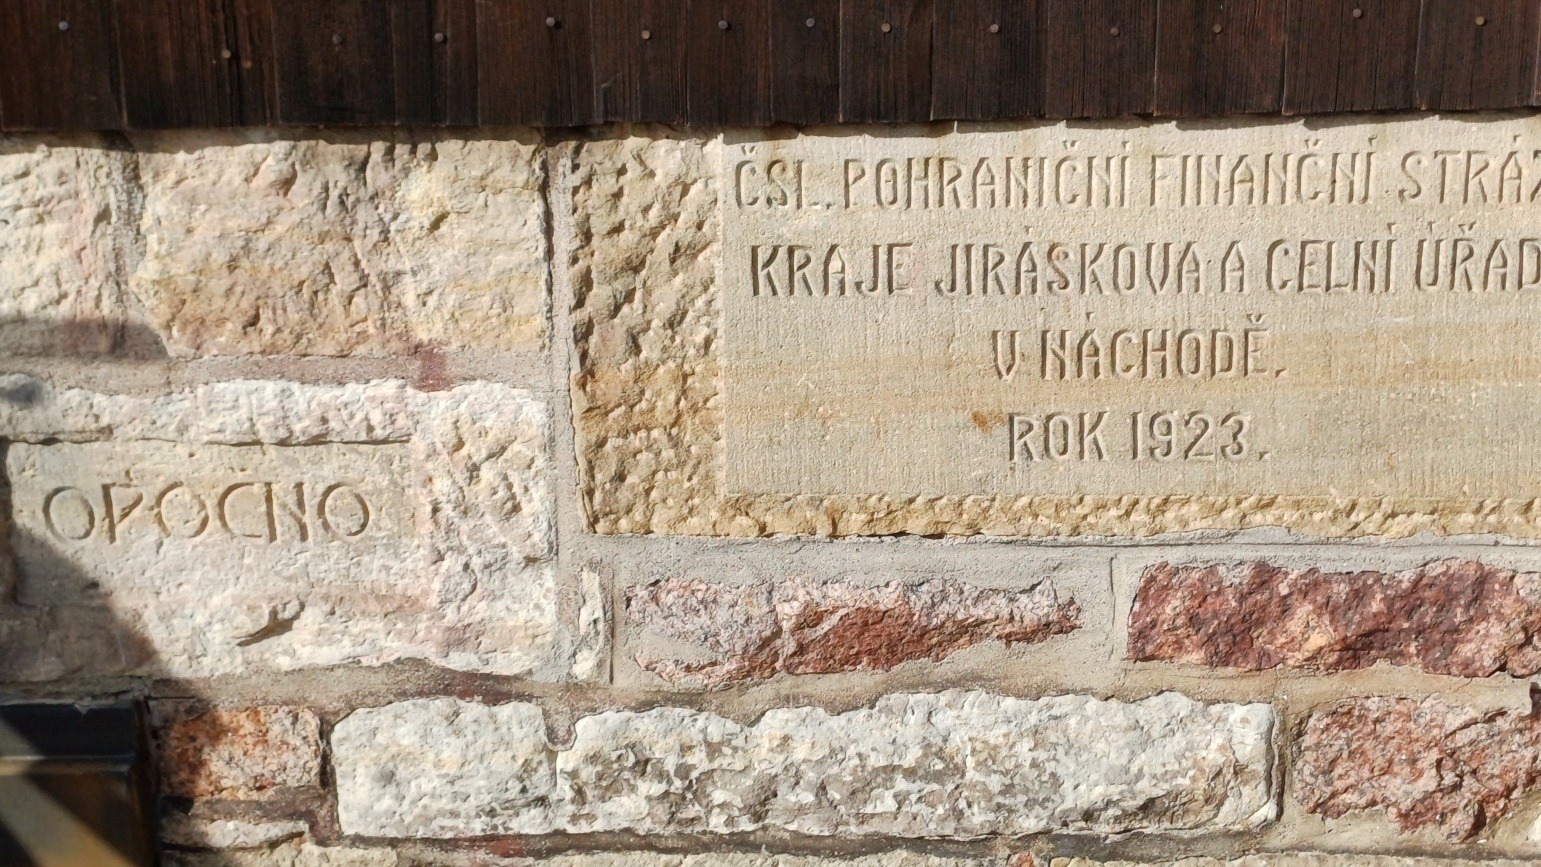 ČSL. POHRANIČNÍ FINANČNÍ STRÁŽ
KRAJE JIRÁSKOVA A CELNÍ ÚŘAD
V NÁCHODĚ.
ROK 1923.
OPOCNO